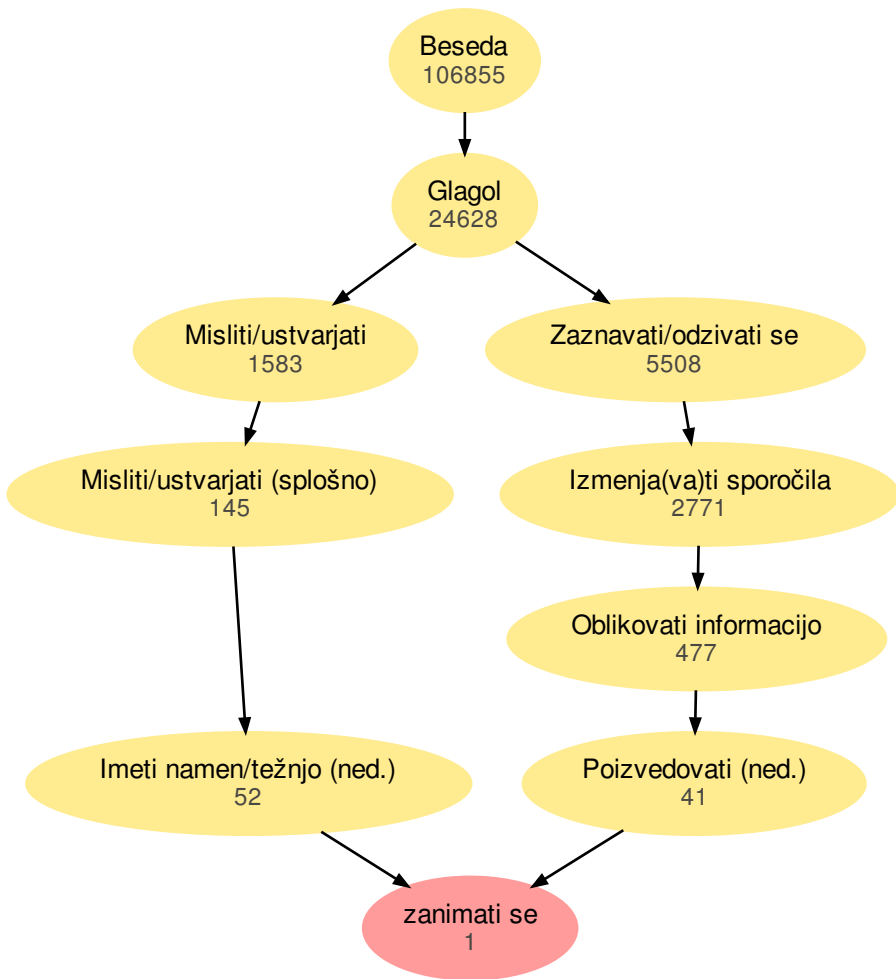 Beseda
106855
Glagol
24628
Misliti/ustvarjati
1583
Zaznavati/odzivati se
5508
Misliti/ustvarjati (splošno)
145
Izmenja(va)ti sporočila
2771
Oblikovati informacijo
477
Imeti namen/težnjo (ned.)
52
Poizvedovati (ned.)
41
zanimati se
1